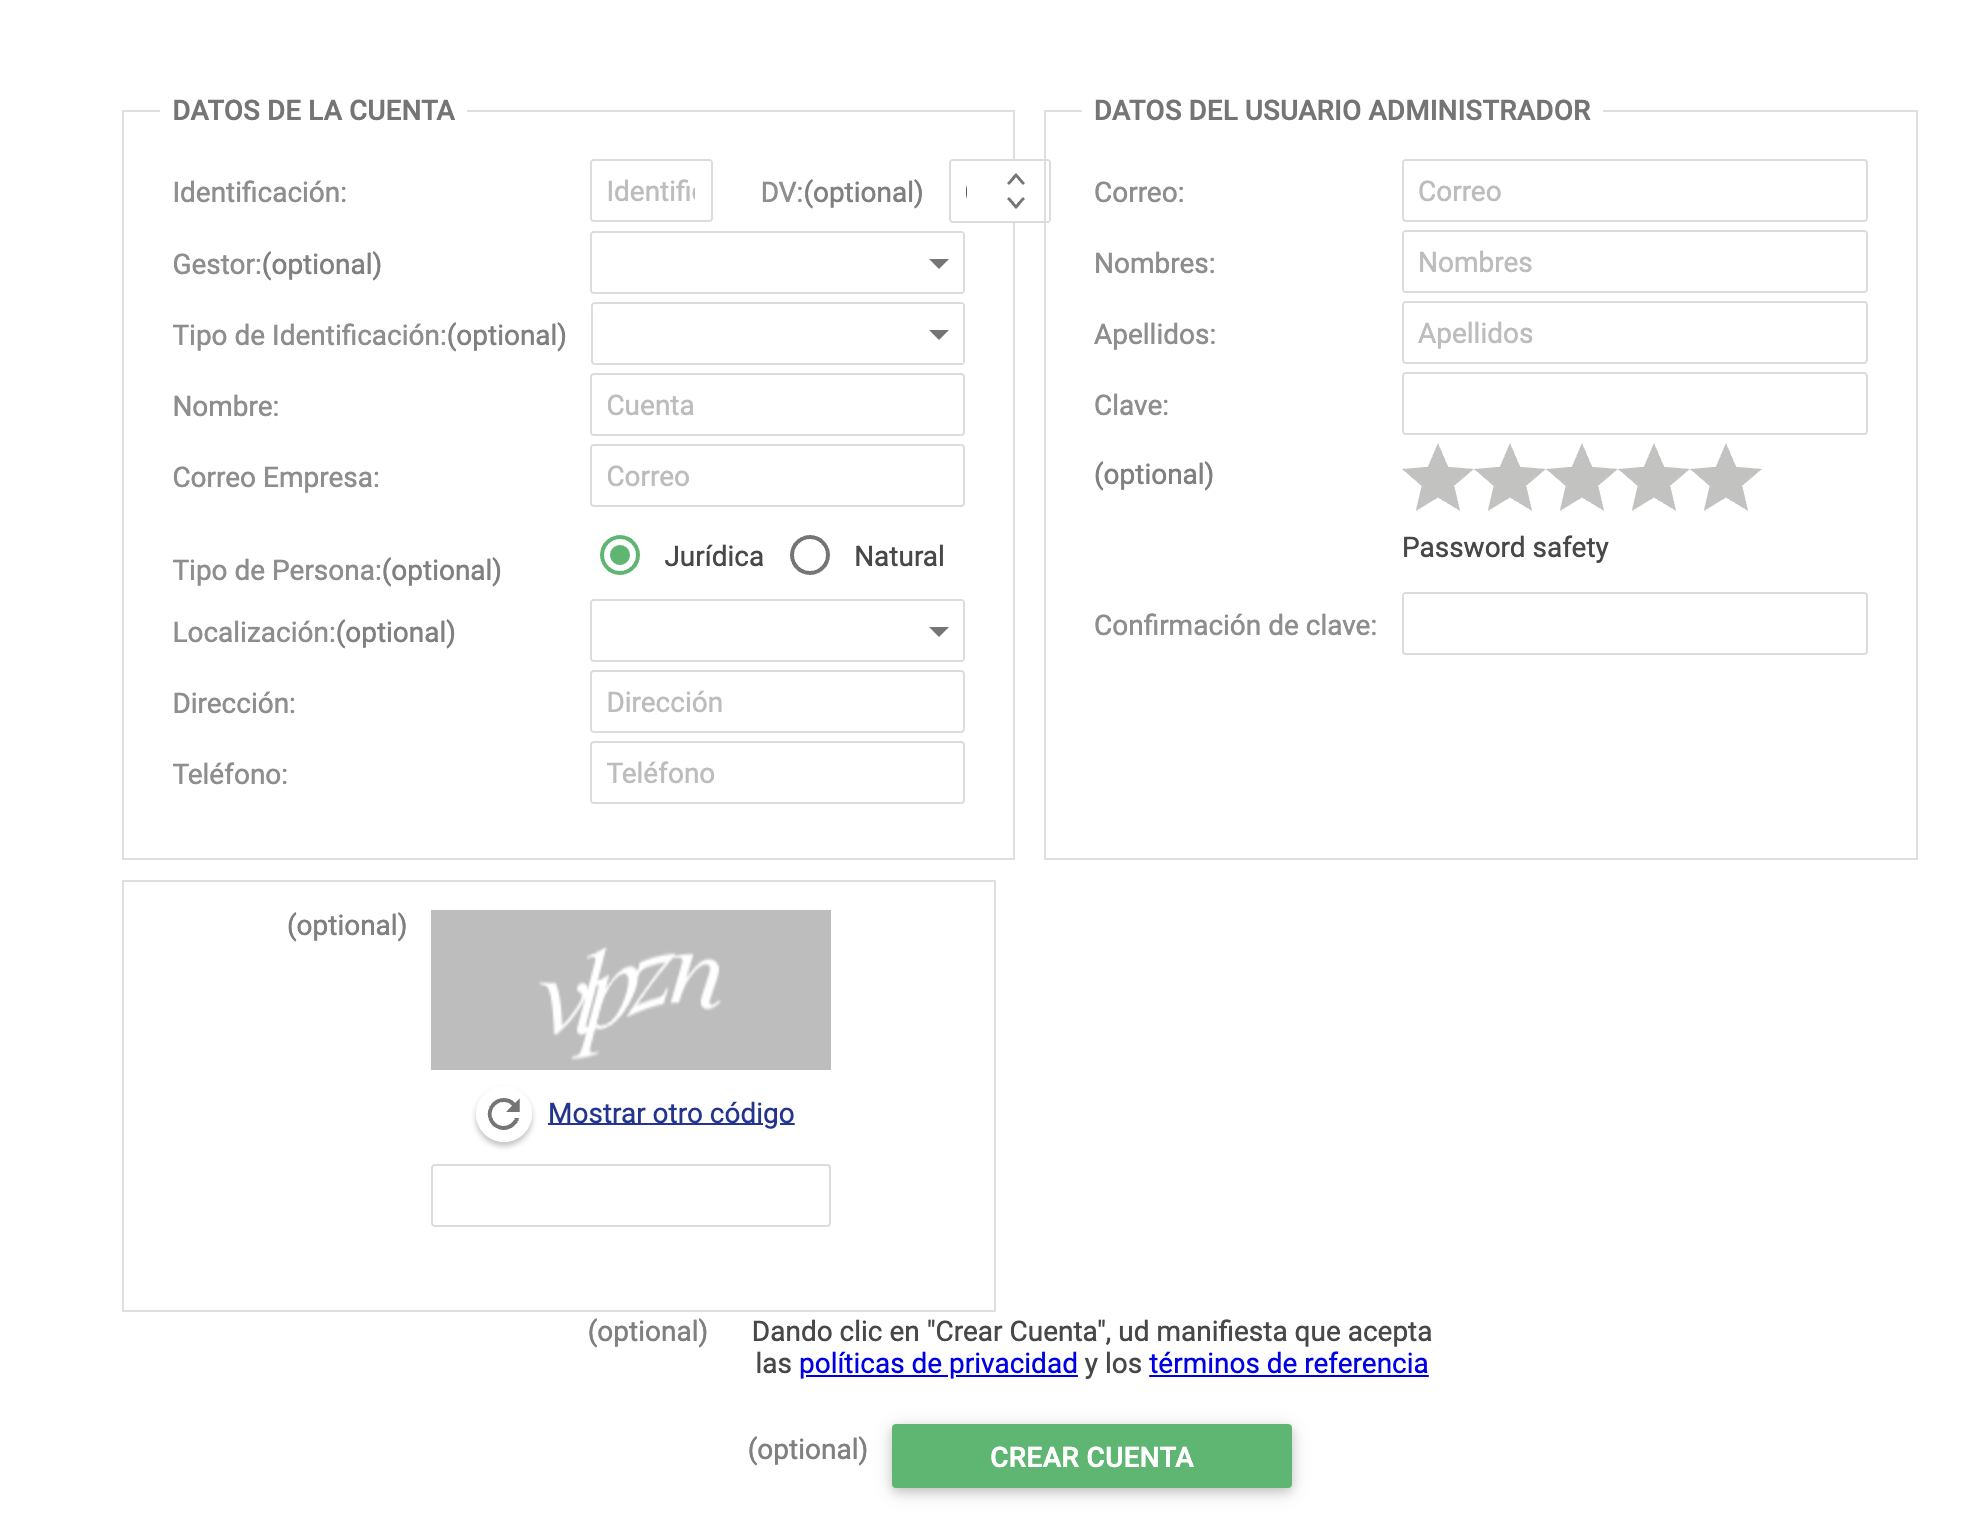 DATOS DE LA CUENTA
Identificación: Identific DV:(optional)
Gestor:(optional)
Tipo de Identificación:(optional)
Nombre: Cuenta
Correo Empresa: Correo
Tipo de Persona:(optional) Jurídica Natural
Localización:(optional)
Dirección: Dirección
Teléfono: Teléfono
DATOS DEL USUARIO ADMINISTRADOR
Correo: Correo
Nombres: Nombres
Apellidos: Apellidos
Clave:
(optional)
Password safety
Confirmación de clave:
(optional)
Mostrar otro código
(optional) Dando clic en "Crear Cuenta", ud manifiesta que acepta
las políticas de privacidad y los términos de referencia
(optional) CREAR CUENTA